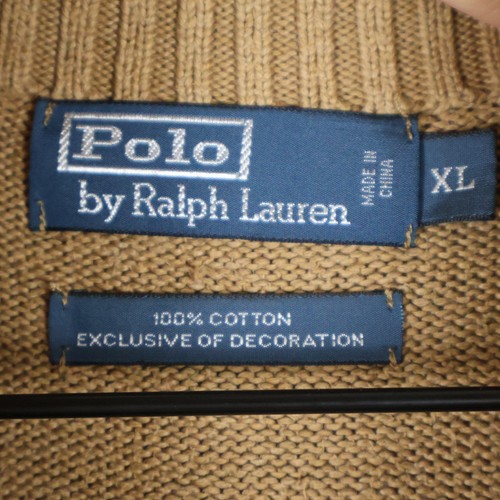 Polo
by Ralph Lauren
MADE IN
CHINA
XL
100% COTTON
EXCLUSIVE OF DECORATION